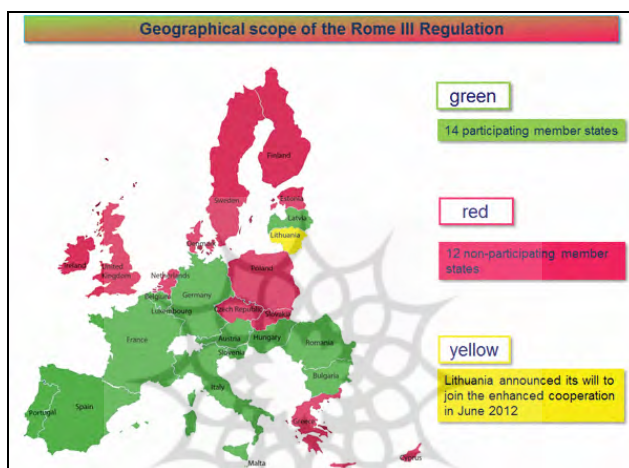 Geographical scope of the Rome III Regulation
green
14 participating member states
red
12 non-participating member
states
yellow
Lithuania announced its will to
join the enhanced cooperation
in June 2012
Finland
Sweden
Estonia
Latvia
Lithuania
Denmark
Ireland
United
Kingdom
Netherlands
Poland
Belgium
Germany
Luxembourg
Czech Republic
Slovakia
France
Austria
Hungary
Slovenia
Romania
Italy
Bulgaria
Portugal
Spain
Greece
Malta
Cyprus